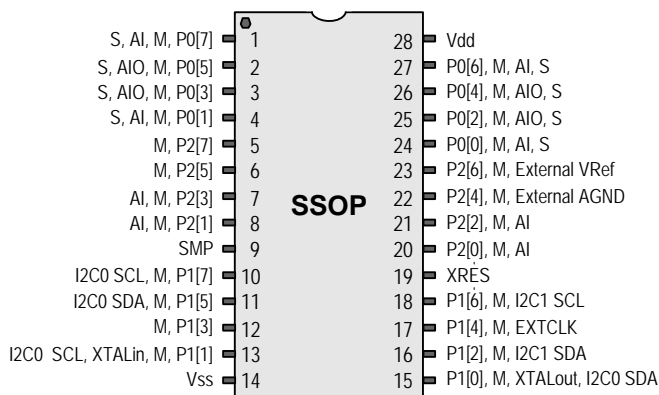 S, AI, M, P0[7] 1 28 Vdd
S, AIO, M, P0[5] 2 27 P0[6], M, AI, S
S, AIO, M, P0[3] 3 26 P0[4], M, AIO, S
S, AI, M, P0[1] 4 25 P0[2], M, AIO, S
M, P2[7] 5 24 P0[0], M, AI, S
M, P2[5] 6 23 P2[6], M, External VRef
AI, M, P2[3] 7 SSOP 22 P2[4], M, External AGND
AI, M, P2[1] 8 21 P2[2], M, AI
SMP 9 20 P2[0], M, AI
I2C0 SCL, M, P1[7] 10 19 XRES
I2C0 SDA, M, P1[5] 11 18 P1[6], M, I2C1 SCL
M, P1[3] 12 17 P1[4], M, EXTCLK
I2C0 SCL, XTALin, M, P1[1] 13 16 P1[2], M, I2C1 SDA
Vss 14 15 P1[0], M, XTALout, I2C0 SDA